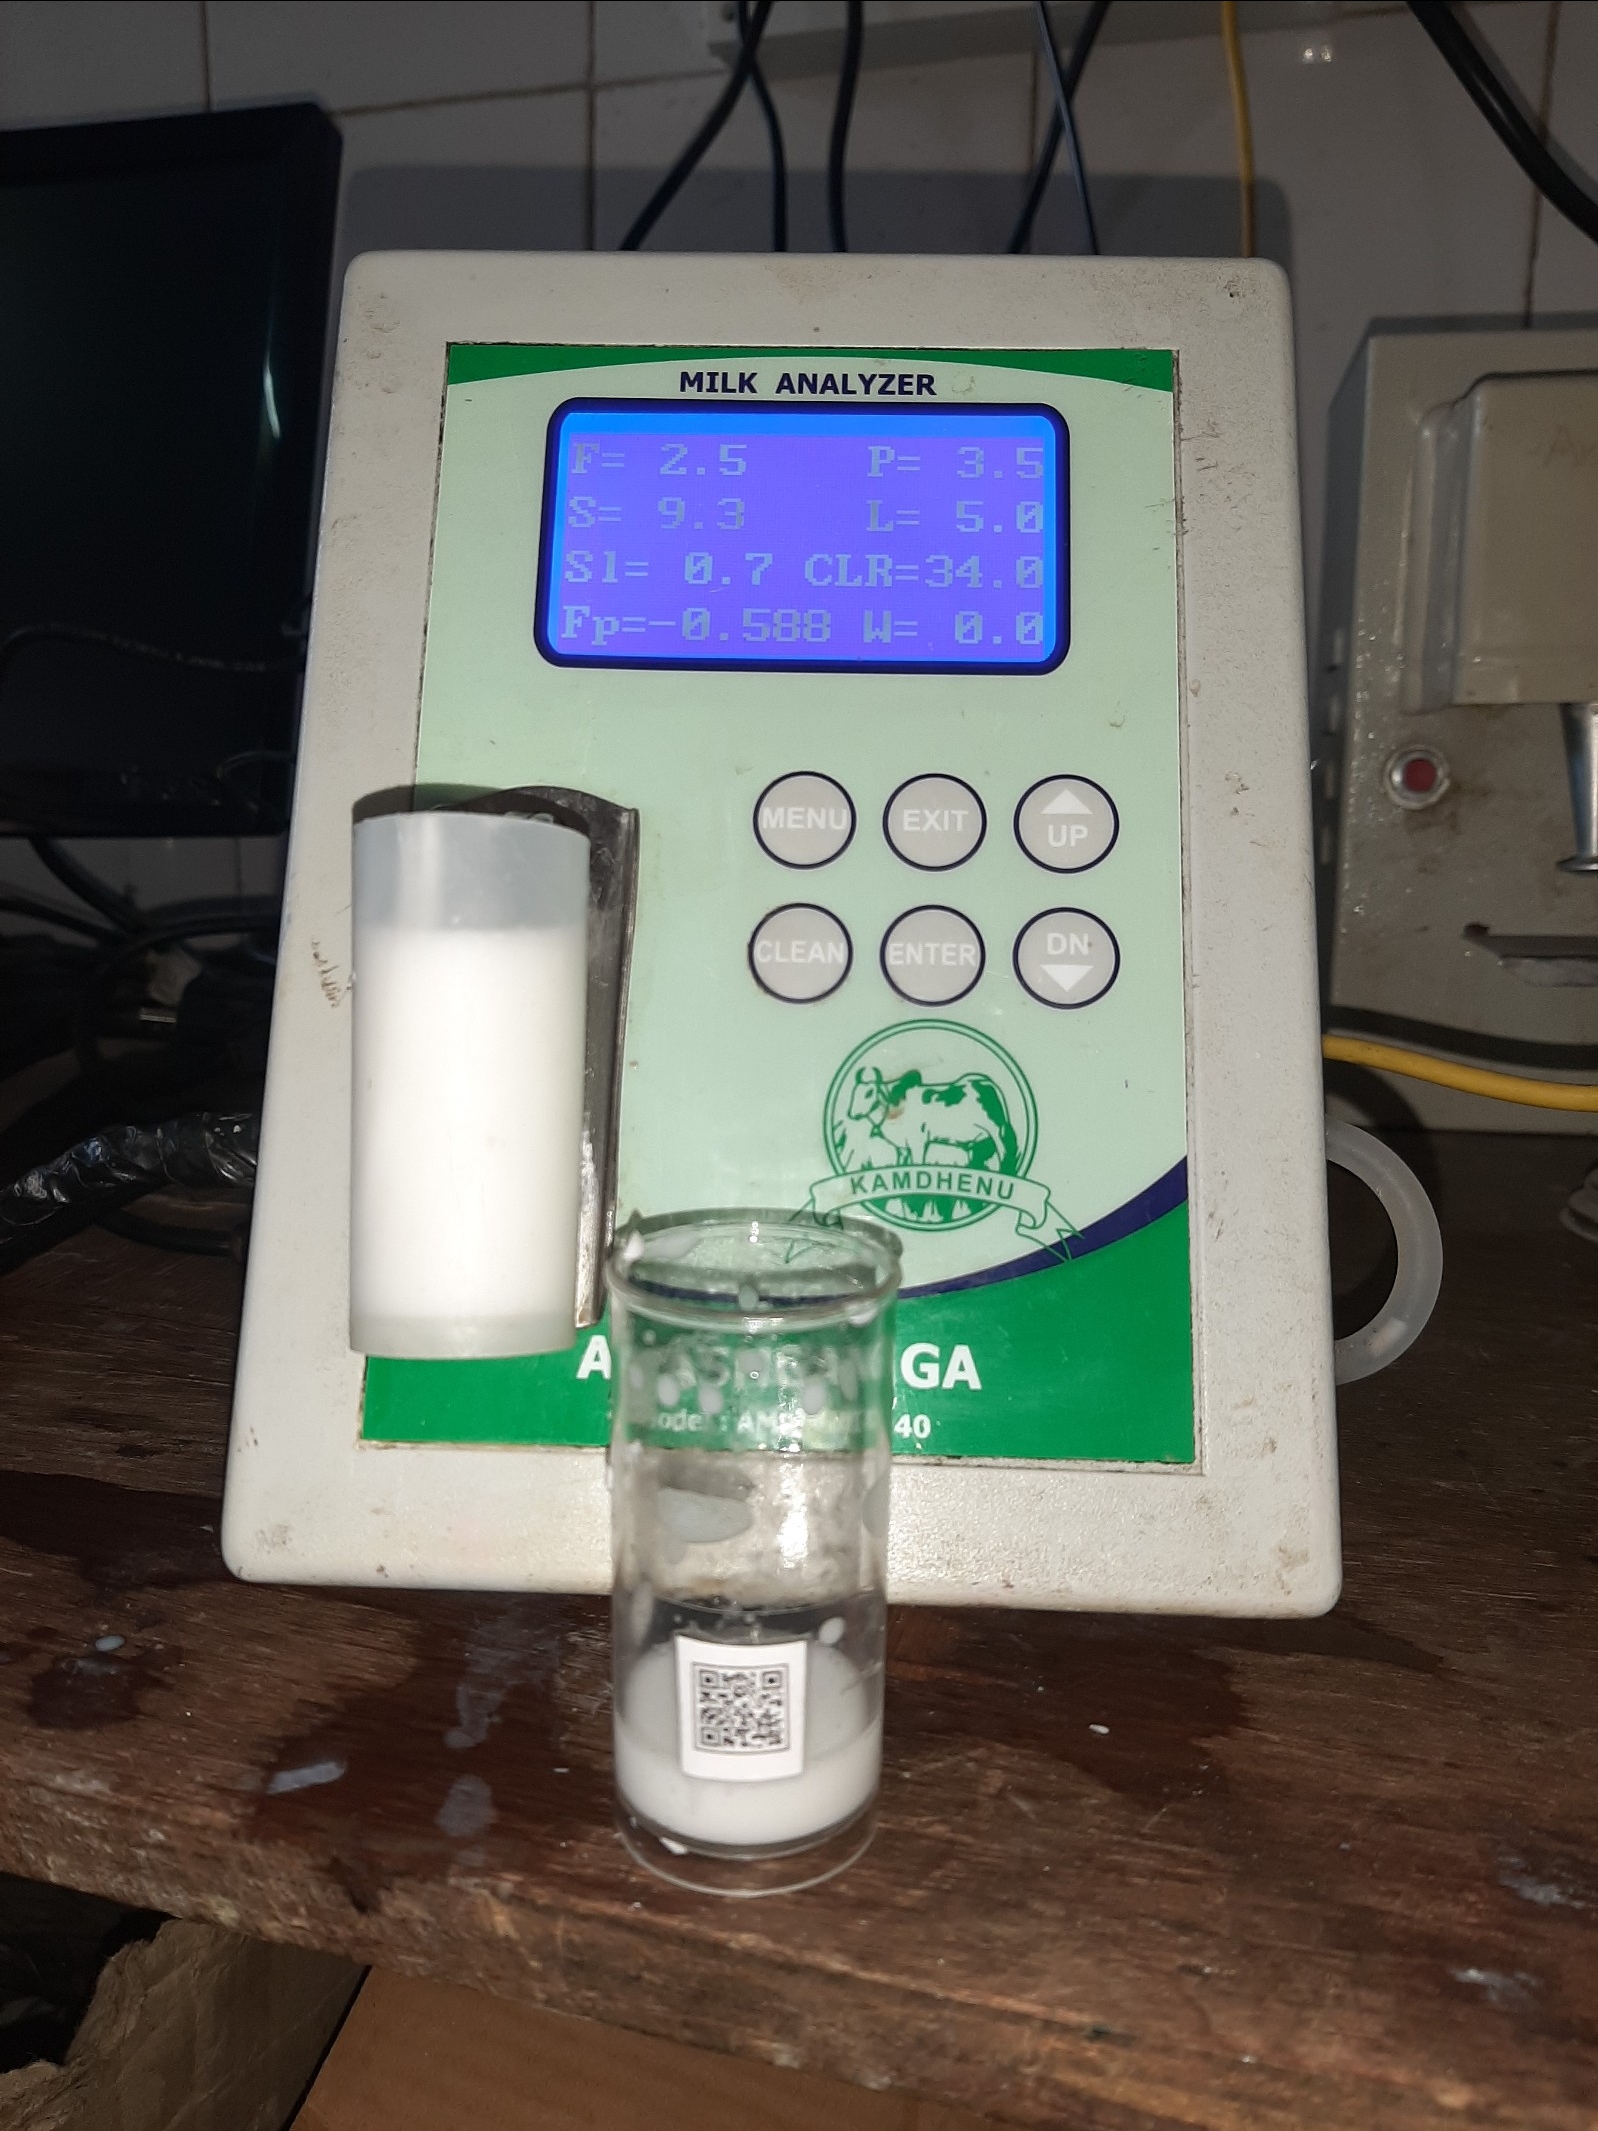 MILK ANALYZER
F= 2.5 P= 3.5
S= 9.3 L= 5.0
Sl= 0.7 CLR=34.0
Fp=-0.588 W= 0.0
MENU EXIT UP
CLEAN ENTER DN
KAMDHENU
GA
40